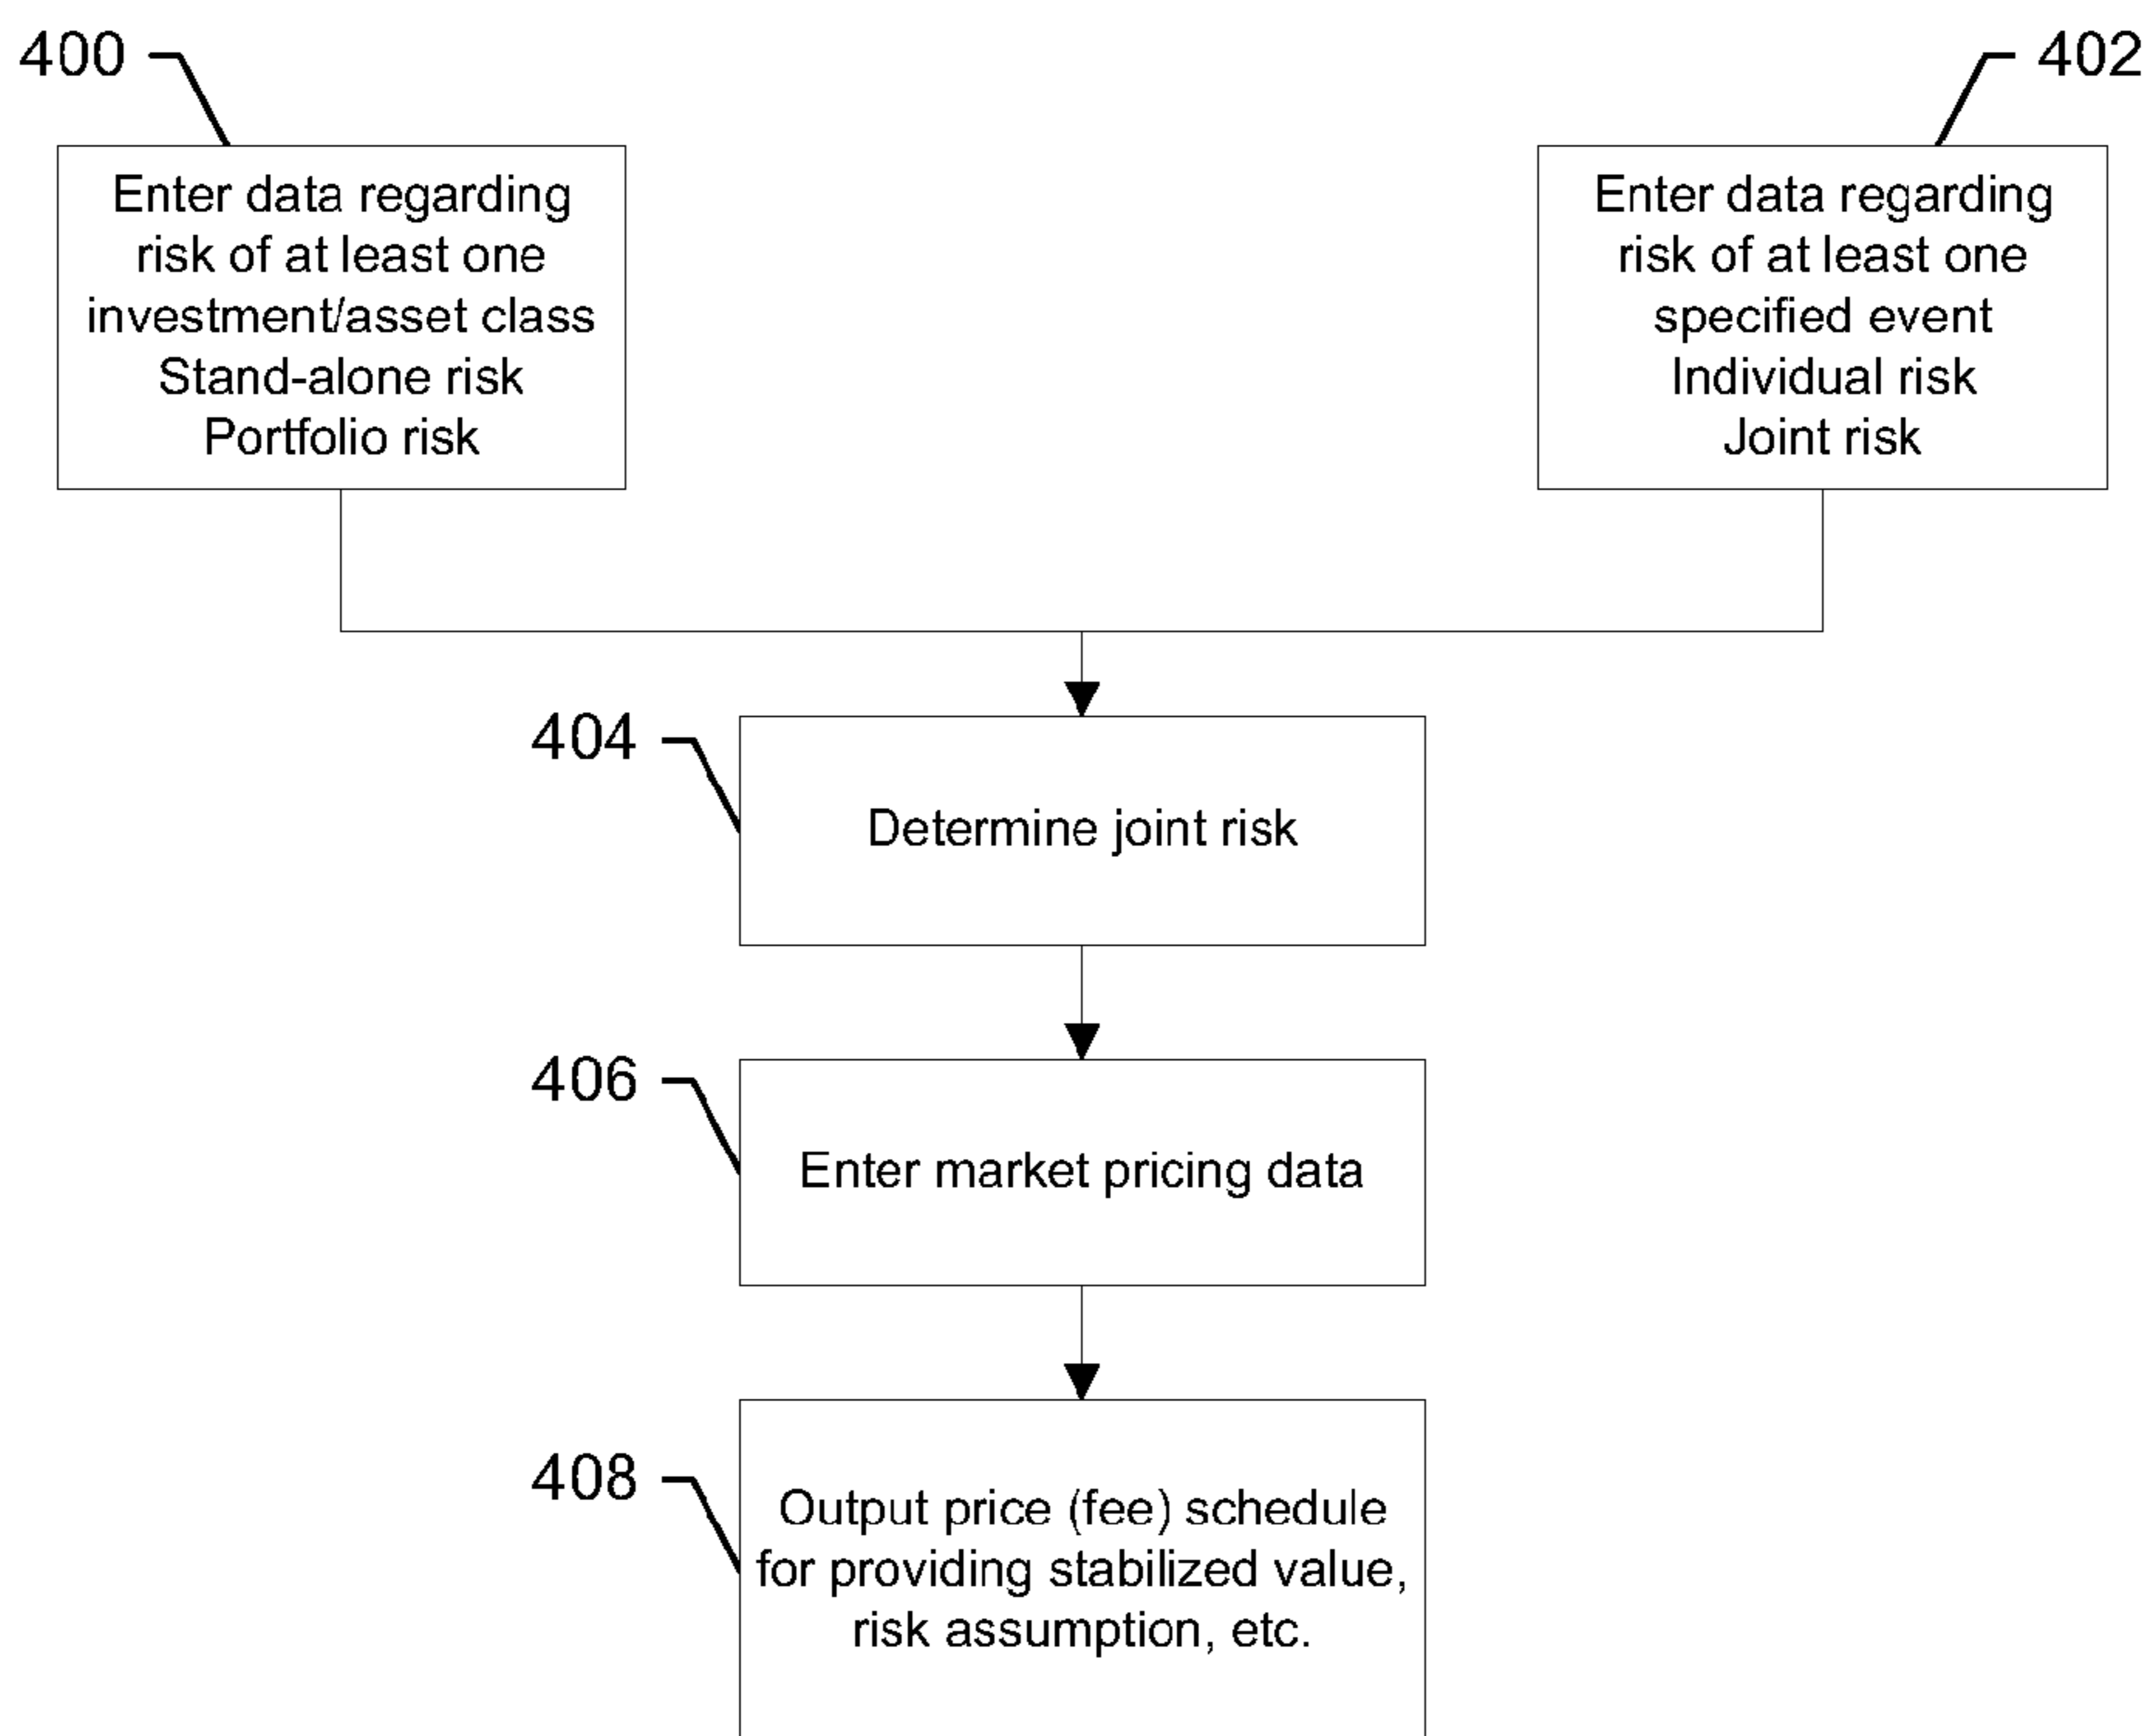 400
Enter data regarding
risk of at least one
investment/asset class
Stand-alone risk
Portfolio risk
402
Enter data regarding
risk of at least one
specified event
Individual risk
Joint risk
404
Determine joint risk
406
Enter market pricing data
408
Output price (fee) schedule
for providing stabilized value,
risk assumption, etc.